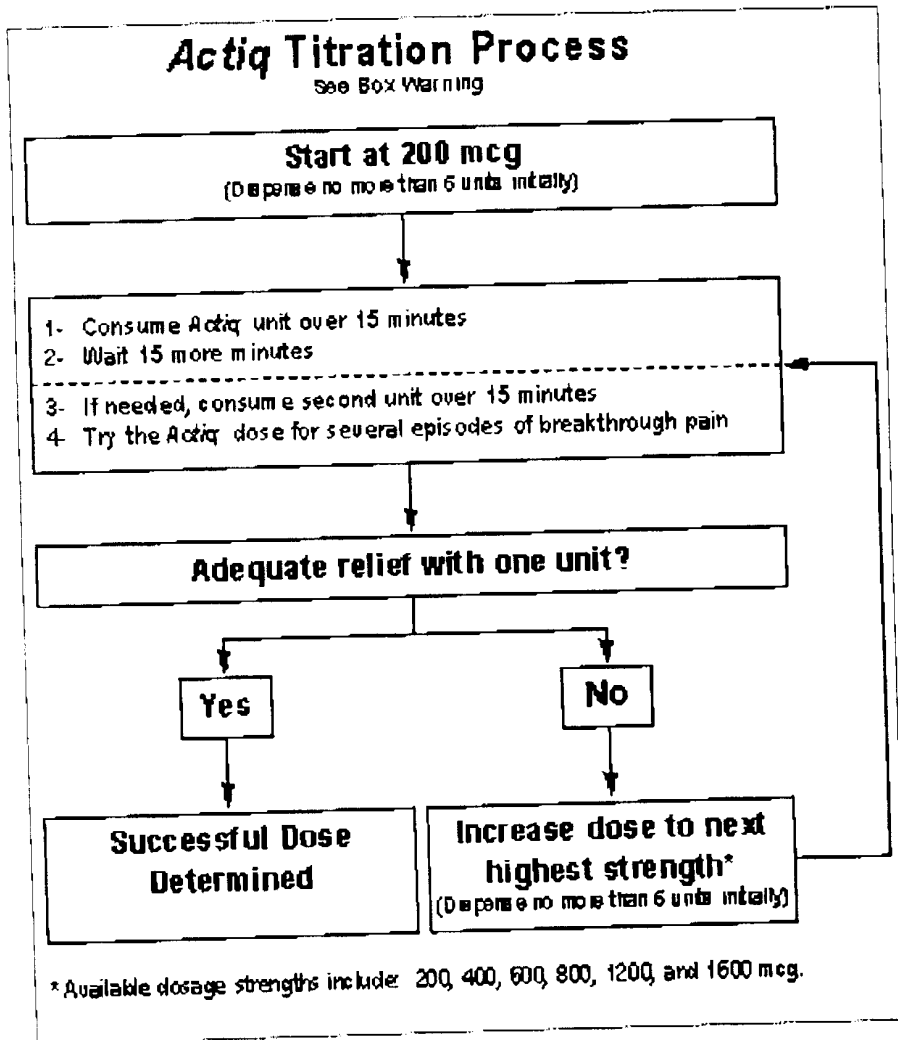 Actiq Titration Process
See Box Warning
Start at 200 mcg
(Dispense no more than 6 units initially)
1- Consume Actiq unit over 15 minutes
2- Wait 15 more minutes
3- If needed, consume second unit over 15 minutes
4- Try the Actiq dose for several episodes of breakthrough pain
Adequate relief with one unit?
Yes
No
Successful Dose
Determined
Increase dose to next
highest strength*
(Dispense no more than 6 units initially)
* Available dosage strengths include: 200, 400, 600, 800, 1200, and 1600 mcg.